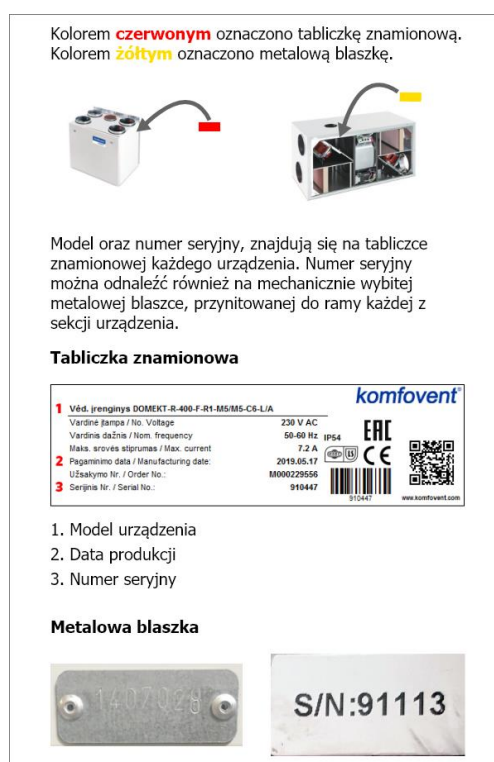 Kolorem czerwonym oznaczono tabliczkę znamionową.
Kolorem żółtym oznaczono metalową blaszkę.
Model oraz numer seryjny, znajdują się na tabliczce
znamionowej każdego urządzenia. Numer seryjny
można odnaleźć również na mechanicznie wybitej
metalowej blaszce, przynitowanej do ramy każdej z
sekcji urządzenia.
Tabliczka znamionowa
komfovent
1 Vėd. įrenginys DOMEKT-R-400-F-R1-M5/M5-C6-L/A
Vardinė įtampa / No. Voltage 230 V AC
Vardinis dažnis / Nom. frequency 50-60 Hz IP54 EAC
Maks. srovės stiprumas / Max. current 7.2 A
2 Pagaminimo data / Manufacturing date: 2019.05.17 CE
Užsakymo Nr. / Order No.: M000229556
3 Serijinis Nr. / Serial No.: 910447
910447 www.komfovent.com
1. Model urządzenia
2. Data produkcji
3. Numer seryjny
Metalowa blaszka
1402028
S/N:91113